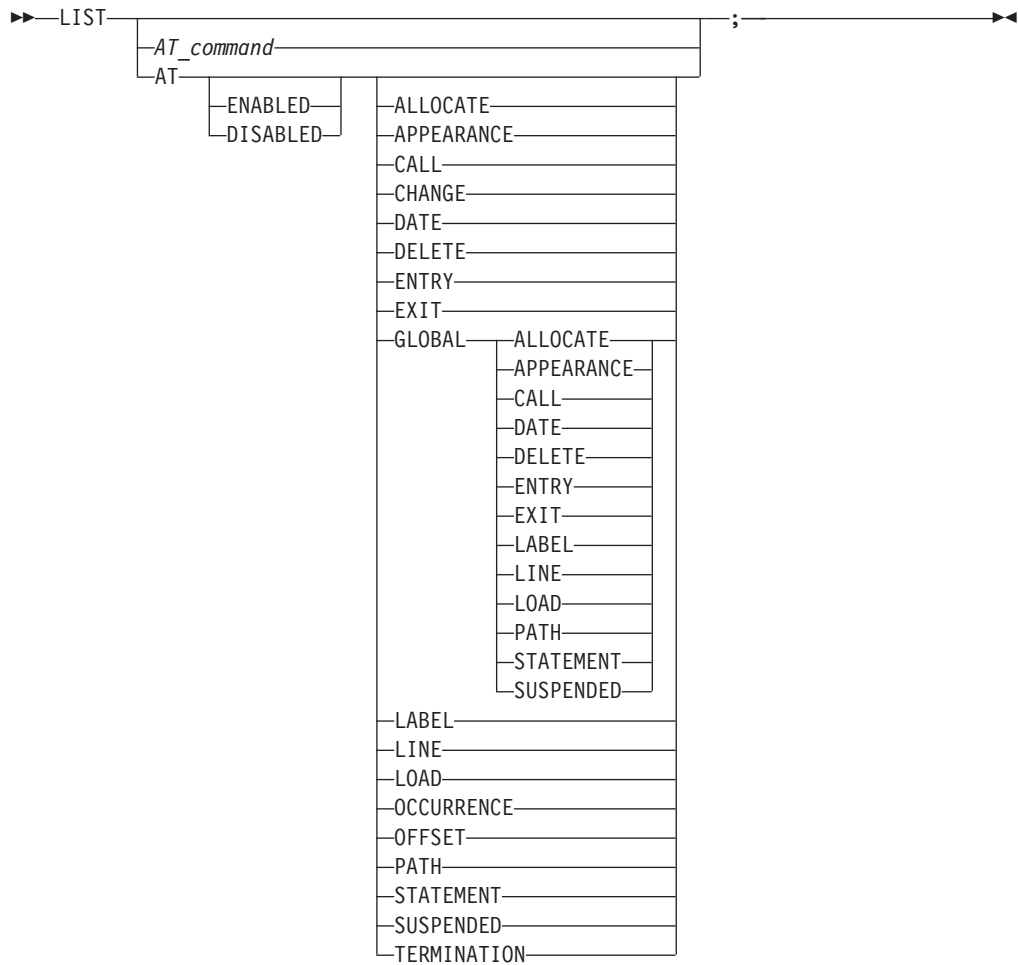 LIST ;
AT_command
AT
ENABLED ALLOCATE
DISABLED APPEARANCE
CALL
CHANGE
DATE
DELETE
ENTRY
EXIT
GLOBAL ALLOCATE
APPEARANCE
CALL
DATE
DELETE
ENTRY
EXIT
LABEL
LINE
LOAD
PATH
STATEMENT
SUSPENDED
LABEL
LINE
LOAD
OCCURRENCE
OFFSET
PATH
STATEMENT
SUSPENDED
TERMINATION